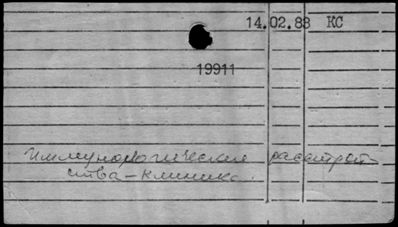 14.02.88 КС
19911
Иммунологические расстрой-
ства-клиника.